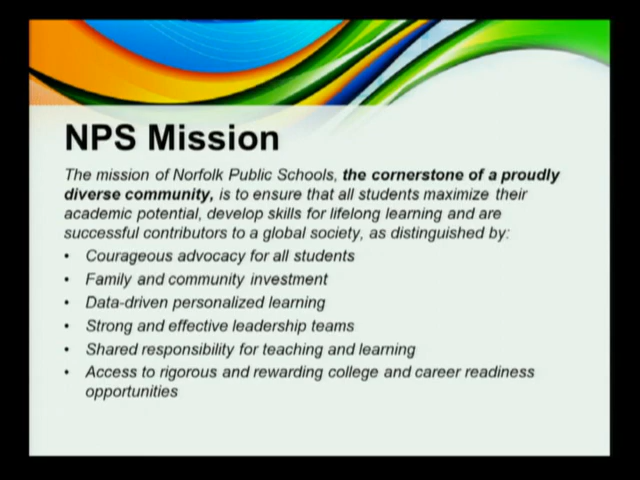 NPS Mission
The mission of Norfolk Public Schools, the cornerstone of a proudly
diverse community, is to ensure that all students maximize their
academic potential, develop skills for lifelong learning and are
successful contributors to a global society, as distinguished by:
• Courageous advocacy for all students
• Family and community investment
• Data-driven personalized learning
• Strong and effective leadership teams
• Shared responsibility for teaching and learning
• Access to rigorous and rewarding college and career readiness
opportunities